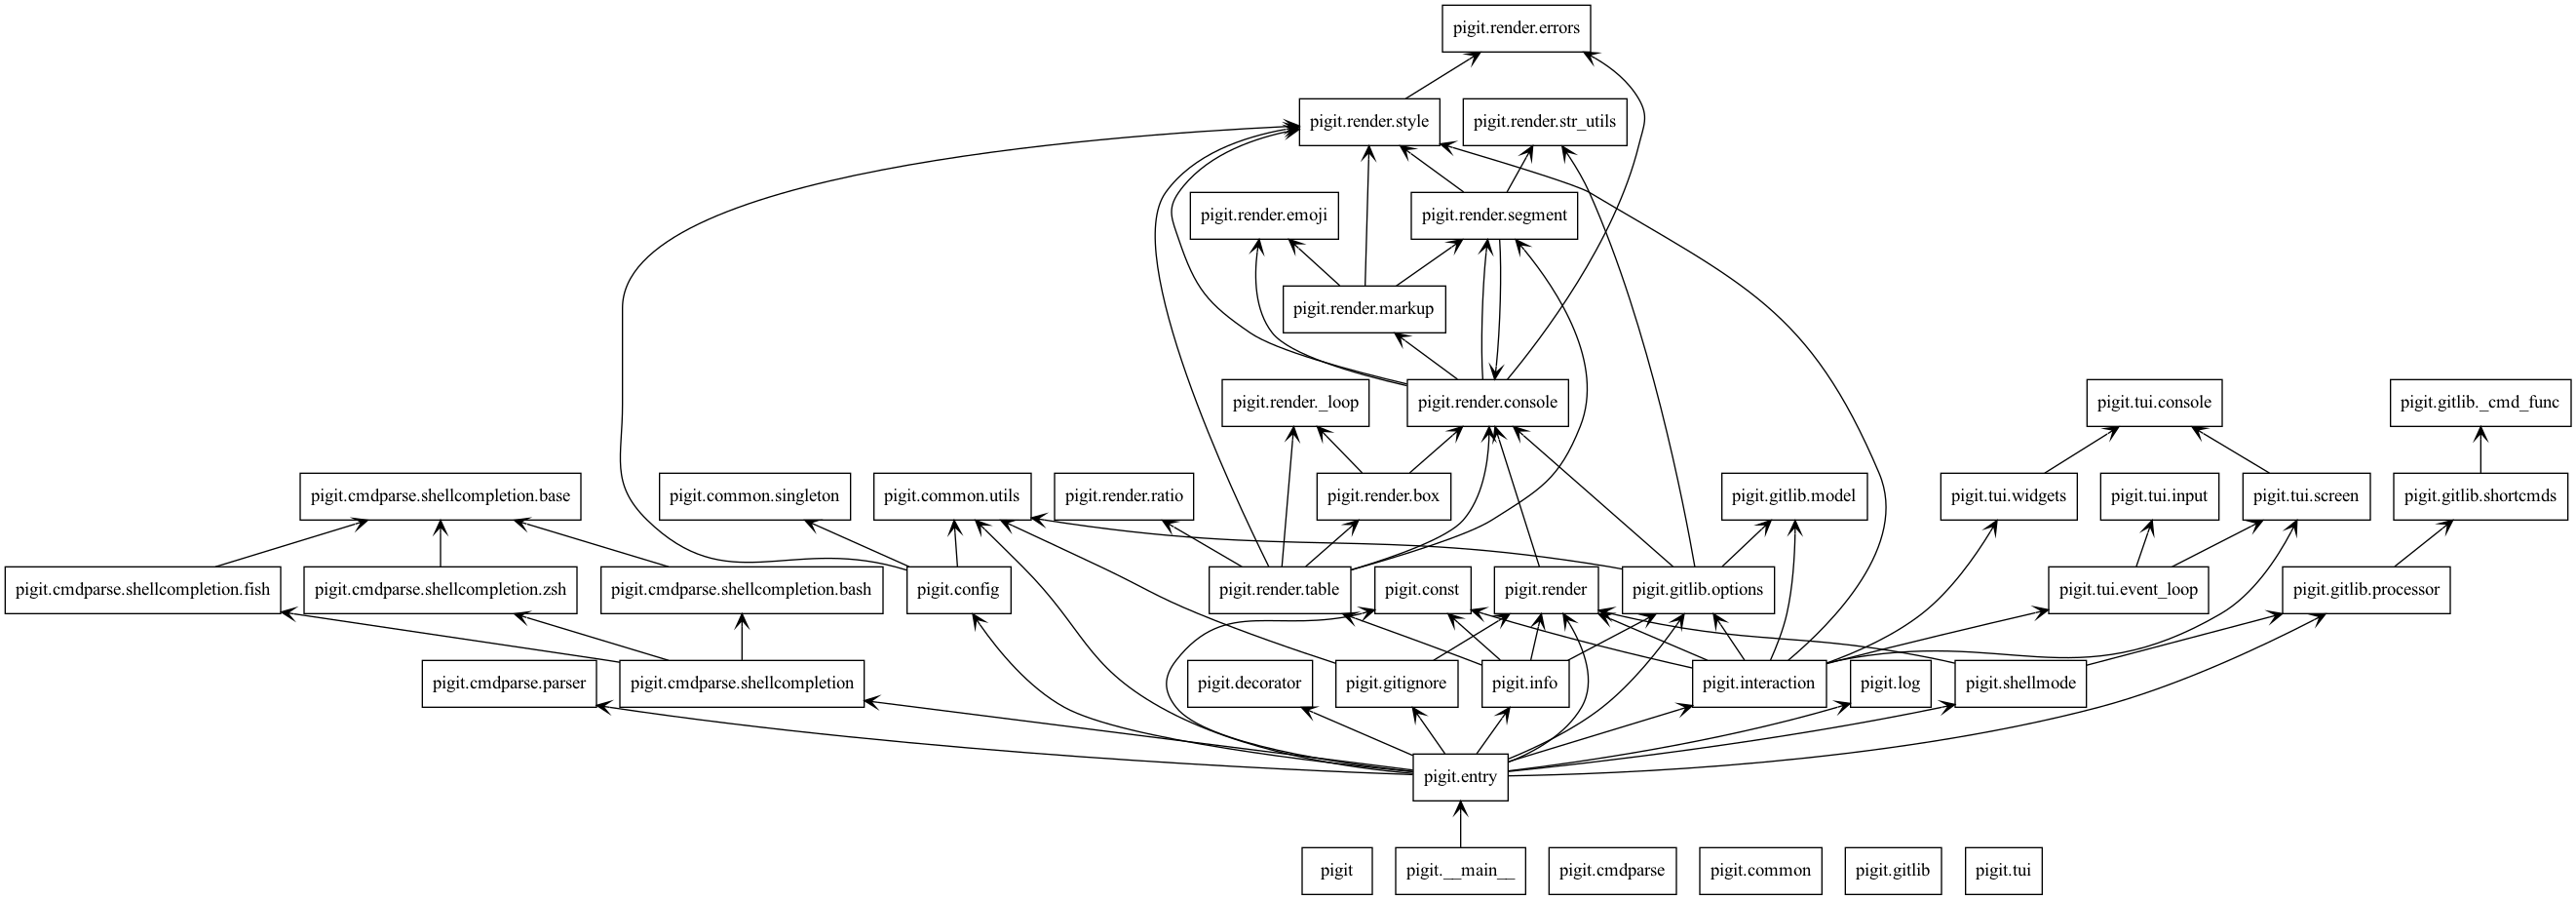 pigit.render.errors
pigit.render.style
pigit.render.str_utils
pigit.render.emoji
pigit.render.segment
pigit.render.markup
pigit.render._loop
pigit.render.console
pigit.tui.console
pigit.gitlib._cmd_func
pigit.cmdparse.shellcompletion.base
pigit.common.singleton
pigit.common.utils
pigit.render.ratio
pigit.render.box
pigit.gitlib.model
pigit.tui.widgets
pigit.tui.input
pigit.tui.screen
pigit.gitlib.shortcmds
pigit.cmdparse.shellcompletion.fish
pigit.cmdparse.shellcompletion.zsh
pigit.cmdparse.shellcompletion.bash
pigit.config
pigit.render.table
pigit.const
pigit.render
pigit.gitlib.options
pigit.tui.event_loop
pigit.gitlib.processor
pigit.cmdparse.parser
pigit.cmdparse.shellcompletion
pigit.decorator
pigit.gitignore
pigit.info
pigit.interaction
pigit.log
pigit.shellmode
pigit.entry
pigit
pigit.__main__
pigit.cmdparse
pigit.common
pigit.gitlib
pigit.tui